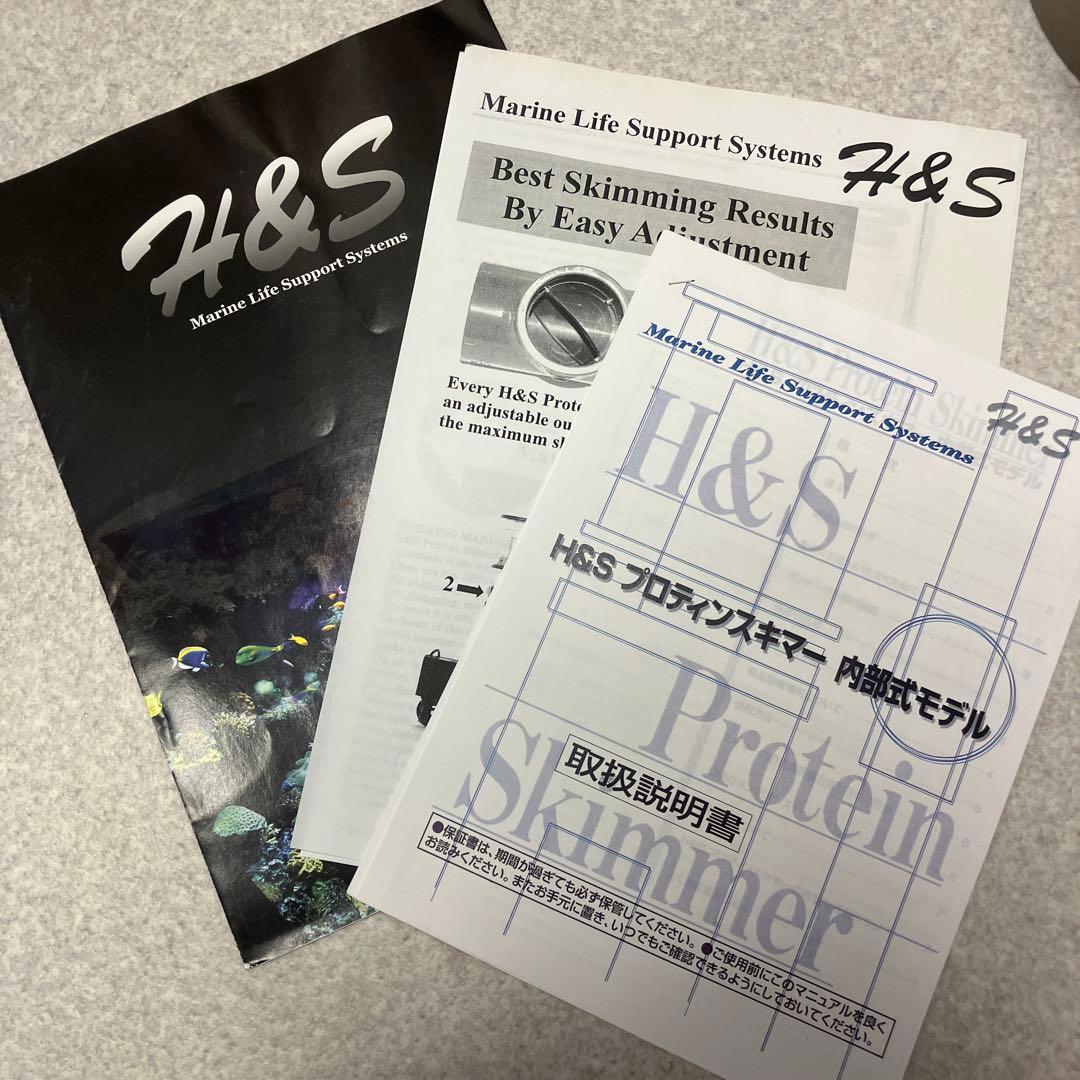 H&S
Marine Life Support Systems
Marine Life Support Systems
H&S
Best Skimming Results
By Easy
Every H&S
an adjustable
the maximum
2
Marine Life Support Systems
H&S
H&S
H&S プロティンスキマー 内部式モデル
Protein
Skimmer
取扱説明書
●保証書は、期間が過ぎても必ず保管してください。●ご使用前にこのマニュアルを良く
お読みください。またお手元に置き、いつでもご確認できるようにしておいてください。